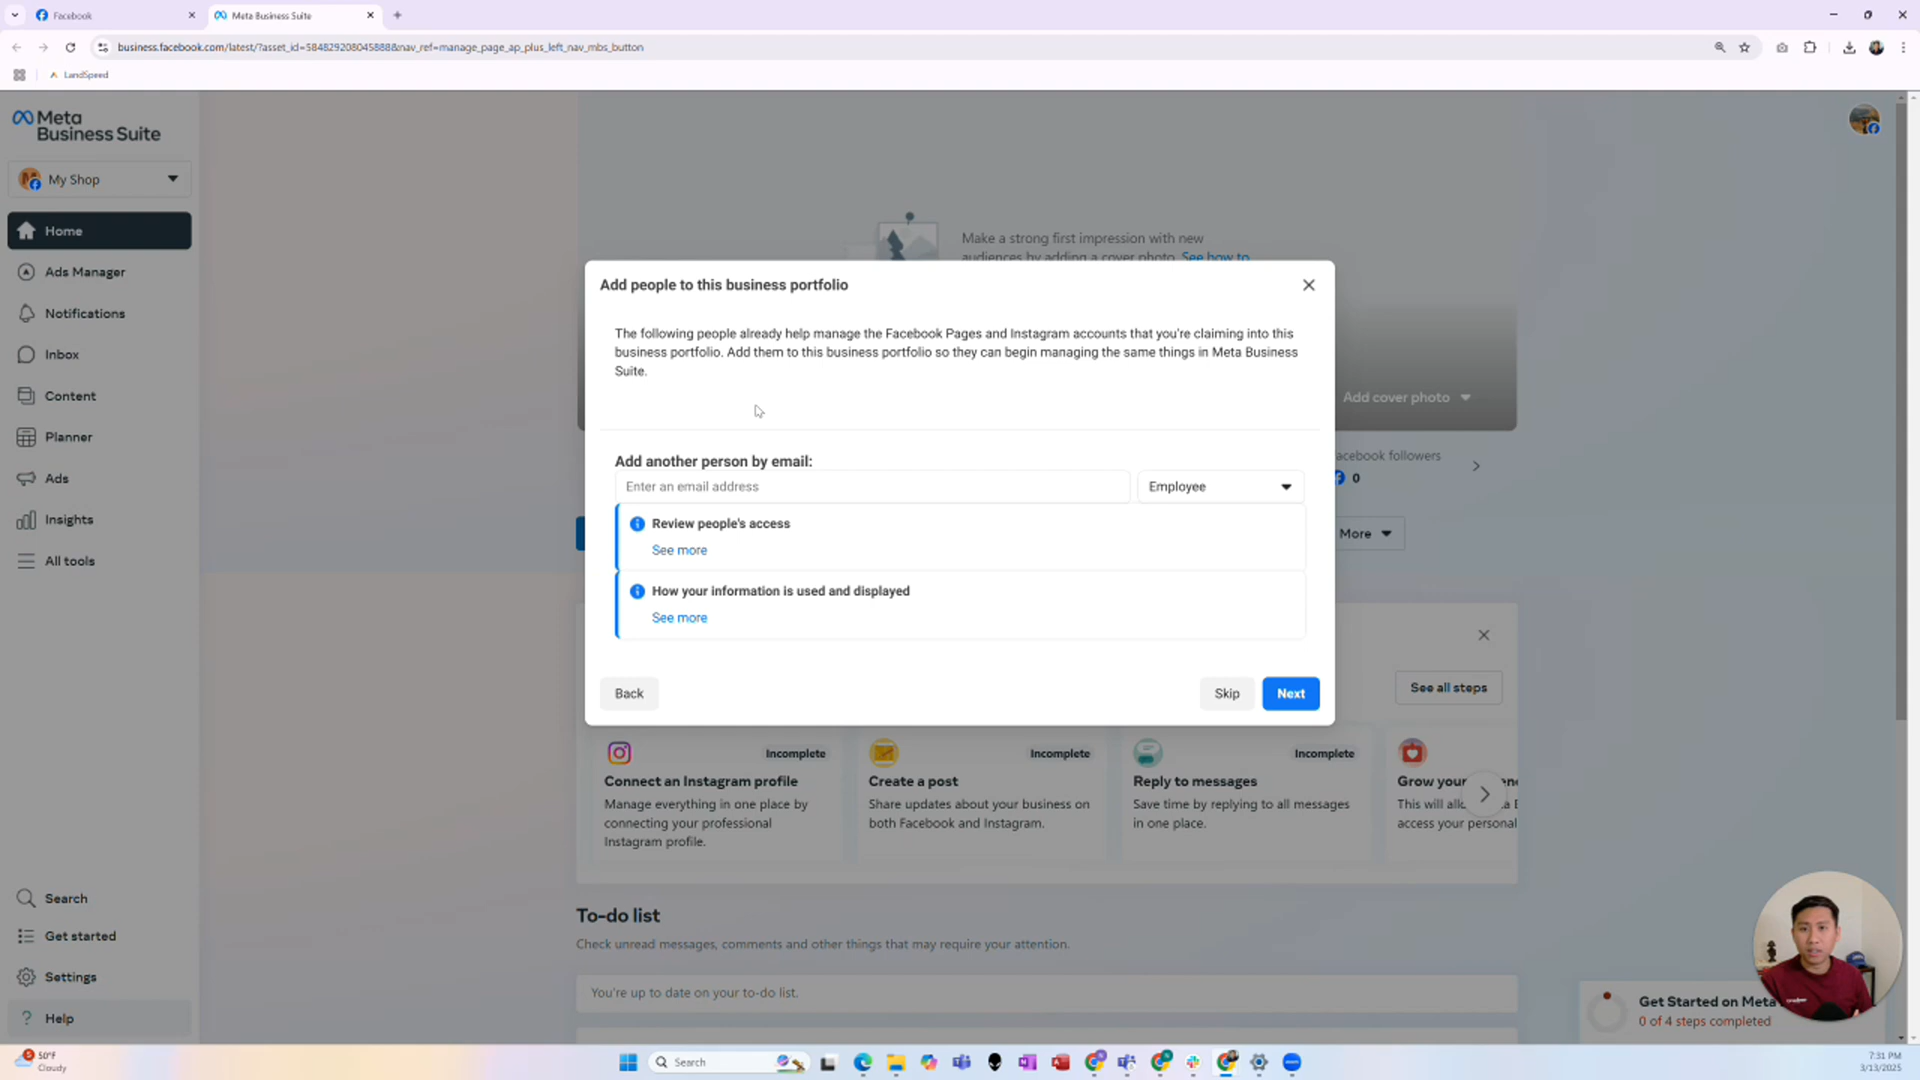 Facebook
Meta Business Suite
business.facebook.com/latest/?asset_id=584829208045888&nav_ref=manage_page_ap_plus_left_nav_mbs_button
LandSpeed
Meta
Business Suite
My Shop
Home
Ads Manager
Notifications
Inbox
Content
Planner
Ads
Insights
All tools
Search
Get started
Settings
Help
Make a strong first impression with new
audiences by adding a cover photo. See how to
Add cover photo
acebook followers
0
More
Add people to this business portfolio
The following people already help manage the Facebook Pages and Instagram accounts that you're claiming into this
business portfolio. Add them to this business portfolio so they can begin managing the same things in Meta Business
Suite.
Add another person by email:
Enter an email address
Employee
Review people's access
See more
How your information is used and displayed
See more
Back
Skip
Next
See all steps
Incomplete
Connect an Instagram profile
Manage everything in one place by
connecting your professional
Instagram profile.
Incomplete
Create a post
Share updates about your business on
both Facebook and Instagram.
Incomplete
Reply to messages
Save time by replying to all messages
in one place.
Grow your
This will
access your personal
To-do list
Check unread messages, comments and other things that may require your attention.
You're up to date on your to-do list.
Get Started on Meta
0 of 4 steps completed
50°F
Cloudy
Search
7:31 PM
3/13/2025